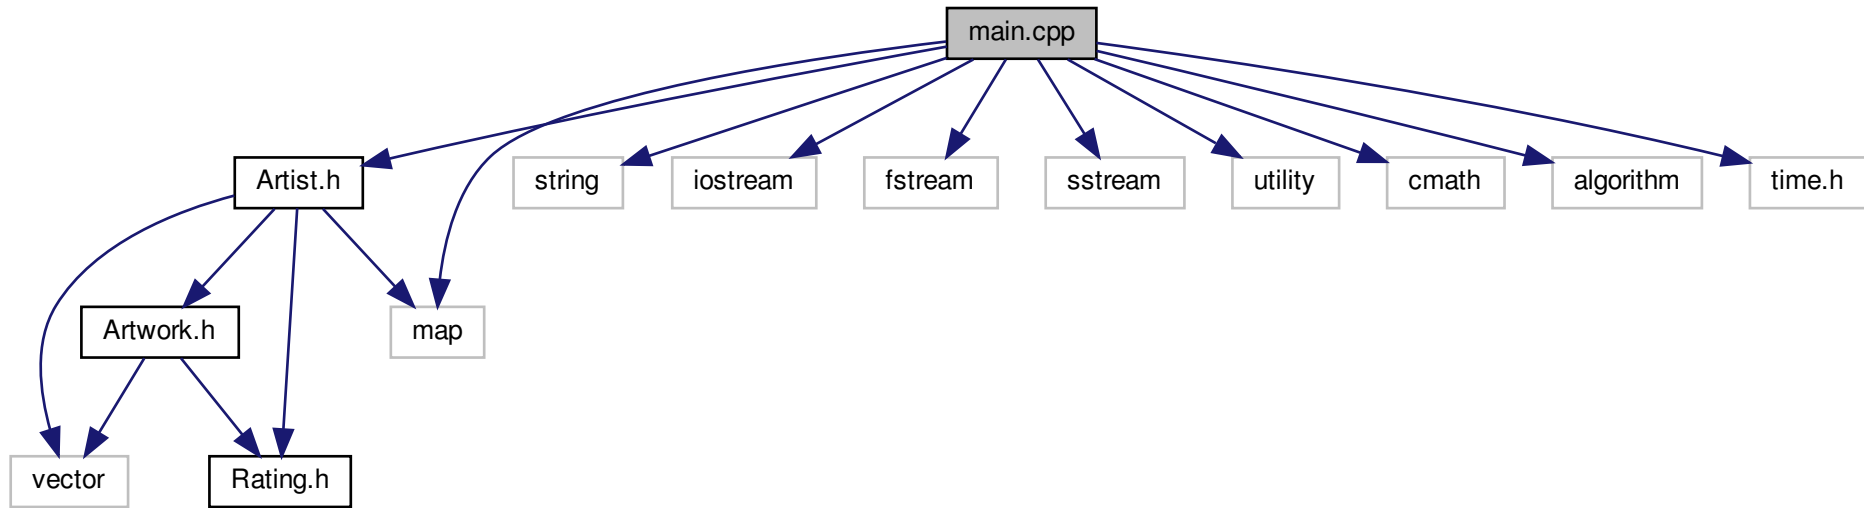 main.cpp
Artist.h
string
iostream
fstream
sstream
utility
cmath
algorithm
time.h
Artwork.h
map
vector
Rating.h